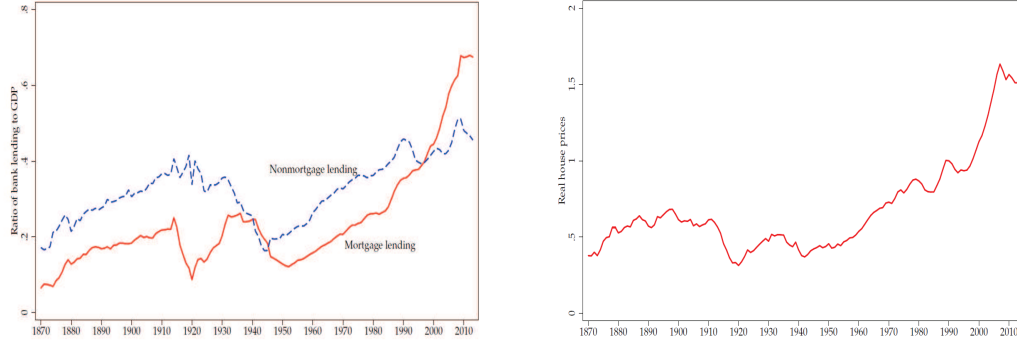 Ratio of bank lending to GDP
.8
.6
.4
.2
0
Nonmortgage lending
Mortgage lending
1870 1880 1890 1900 1910 1920 1930 1940 1950 1960 1970 1980 1990 2000 2010
Real house prices
2
1.5
1
.5
0
1870 1880 1890 1900 1910 1920 1930 1940 1950 1960 1970 1980 1990 2000 2010